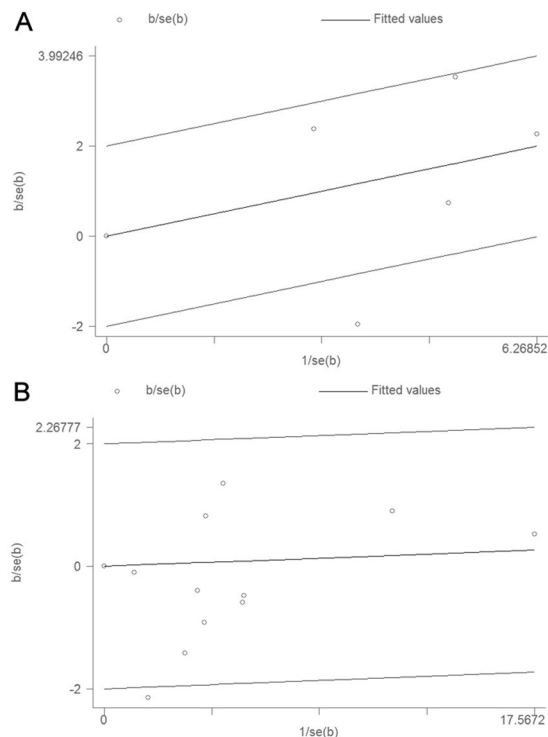 A
b/se(b) Fitted values
3.99246
2
0
-2
b/se(b)
0 6.26852
1/se(b)
B
b/se(b) Fitted values
2.26777
2
0
-2
b/se(b)
0 17.5672
1/se(b)